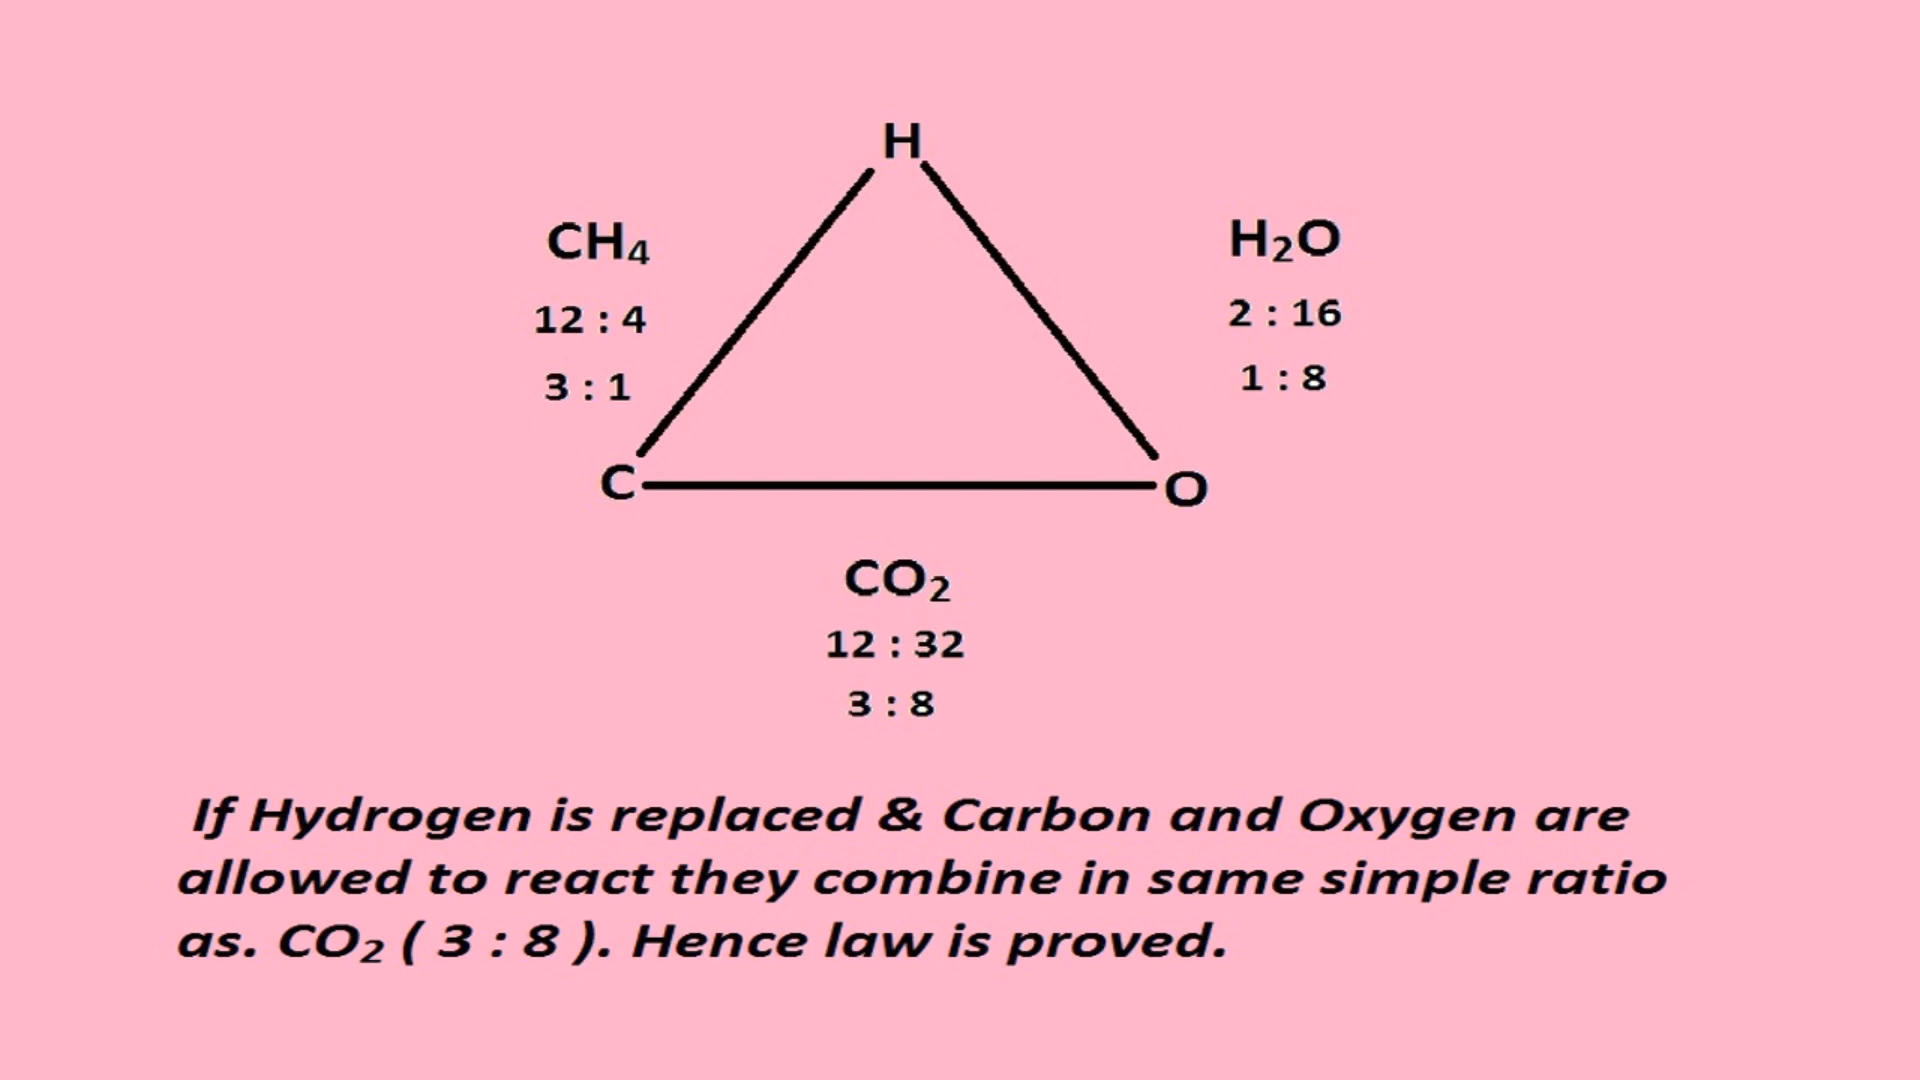 H
CH₄
12 : 4
3 : 1
H₂O
2 : 16
1 : 8
C
O
CO₂
12 : 32
3 : 8
If Hydrogen is replaced & Carbon and Oxygen are
allowed to react they combine in same simple ratio
as. CO₂ ( 3 : 8 ). Hence law is proved.